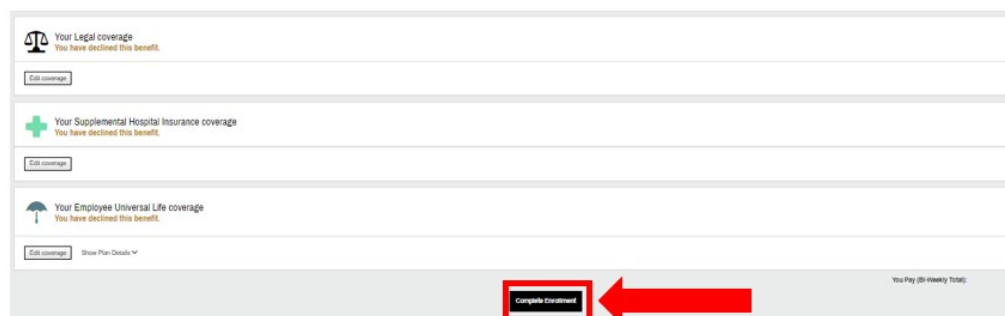 Your Legal coverage
You have declined this benefit.
Edit coverage
Your Supplemental Hospital Insurance coverage
You have declined this benefit.
Edit coverage
Your Employee Universal Life coverage
You have declined this benefit.
Edit coverage Show Plan Details
You Pay (Bi-Weekly Total):
Complete Enrollment